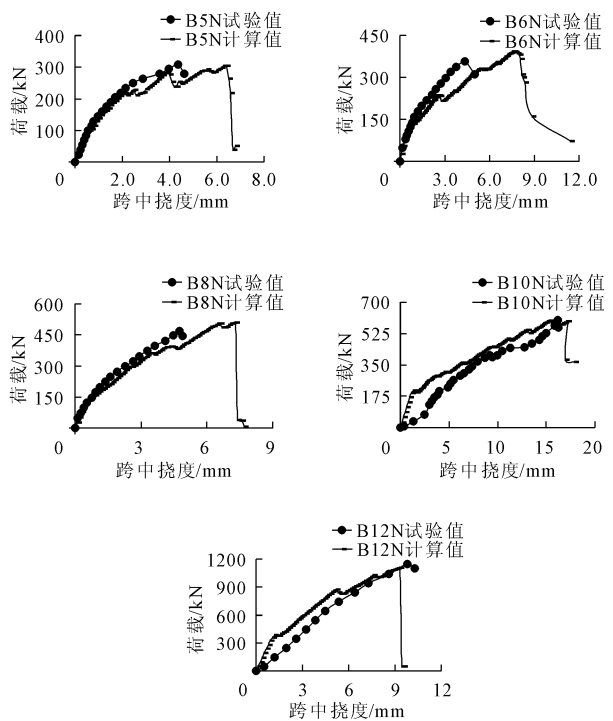 B5N试验值
B5N计算值
400
300
200
100
0
2.0
4.0
6.0
8.0
荷载/kN
跨中挠度/mm
B6N试验值
B6N计算值
450
300
150
0
3.0
6.0
9.0
12.0
荷载/kN
跨中挠度/mm
B8N试验值
B8N计算值
600
450
300
150
0
3
6
9
荷载/kN
跨中挠度/mm
B10N试验值
B10N计算值
700
525
350
175
0
5
10
15
20
荷载/kN
跨中挠度/mm
B12N试验值
B12N计算值
1200
900
600
300
0
3
6
9
12
荷载/kN
跨中挠度/mm